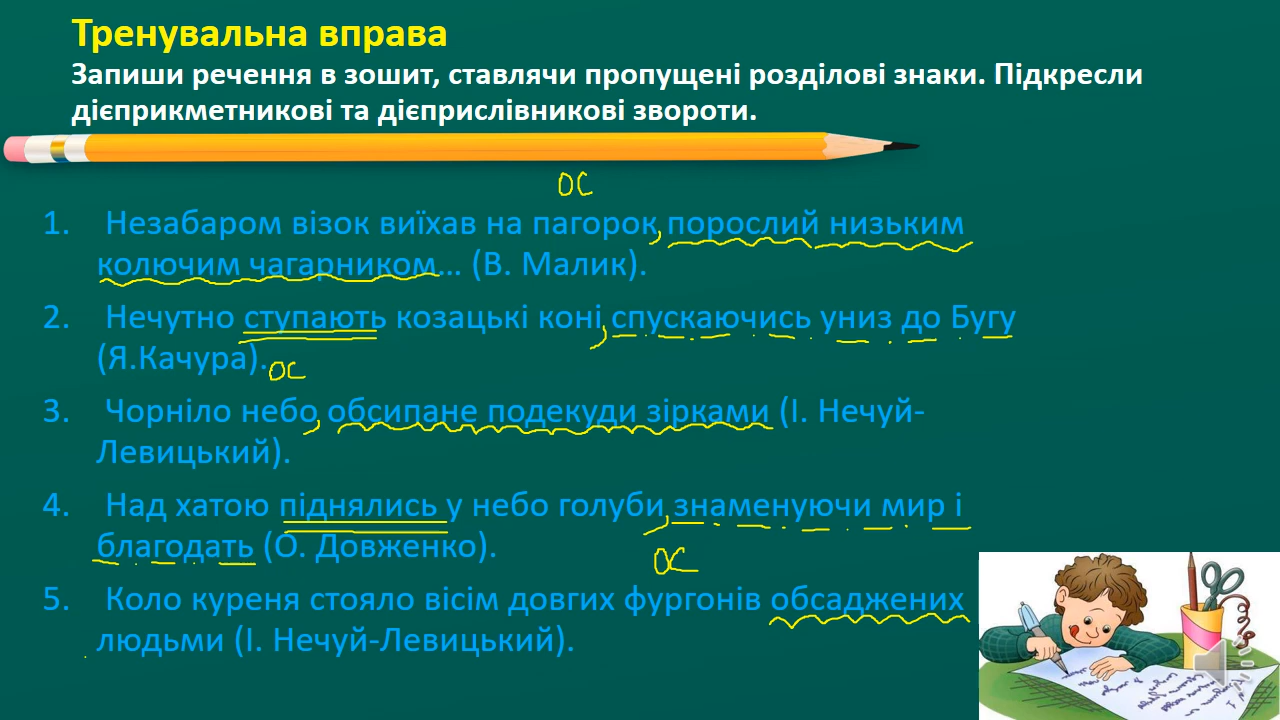 Тренувальна вправа
Запиши речення в зошит, ставлячи пропущені розділові знаки. Підкресли
дієприкметникові та дієприслівникові звороти.
ОС
1. Незабаром візок виїхав на пагорок, порослий низьким
колючим чагарником... (В. Малик).
2. Нечутно ступають козацькі коні, спускаючись униз до Бугу
(Я.Качура).
ОС
3. Чорніло небо, обсипане подекуди зірками (І. Нечуй-
Левицький).
4. Над хатою піднялись у небо голуби, знаменуючи мир і
благодать (О. Довженко).
ОС
5. Коло куреня стояло вісім довгих фургонів обсаджених
людьми (І. Нечуй-Левицький).